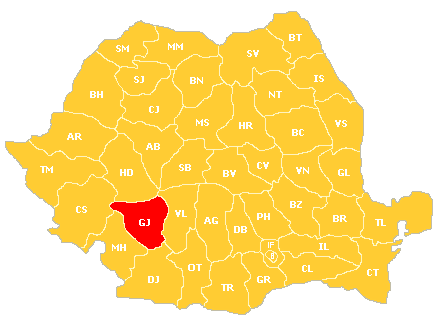 BT
SM
MM
SV
SJ
BN
IS
BH
CJ
NT
MS
HR
VS
BC
AR
AB
TM
HD
SB
BV
CV
VN
GL
CS
GJ
VL
AG
DB
PH
BZ
BR
TL
MH
IF
IL
DJ
OT
TR
GR
CL
CT